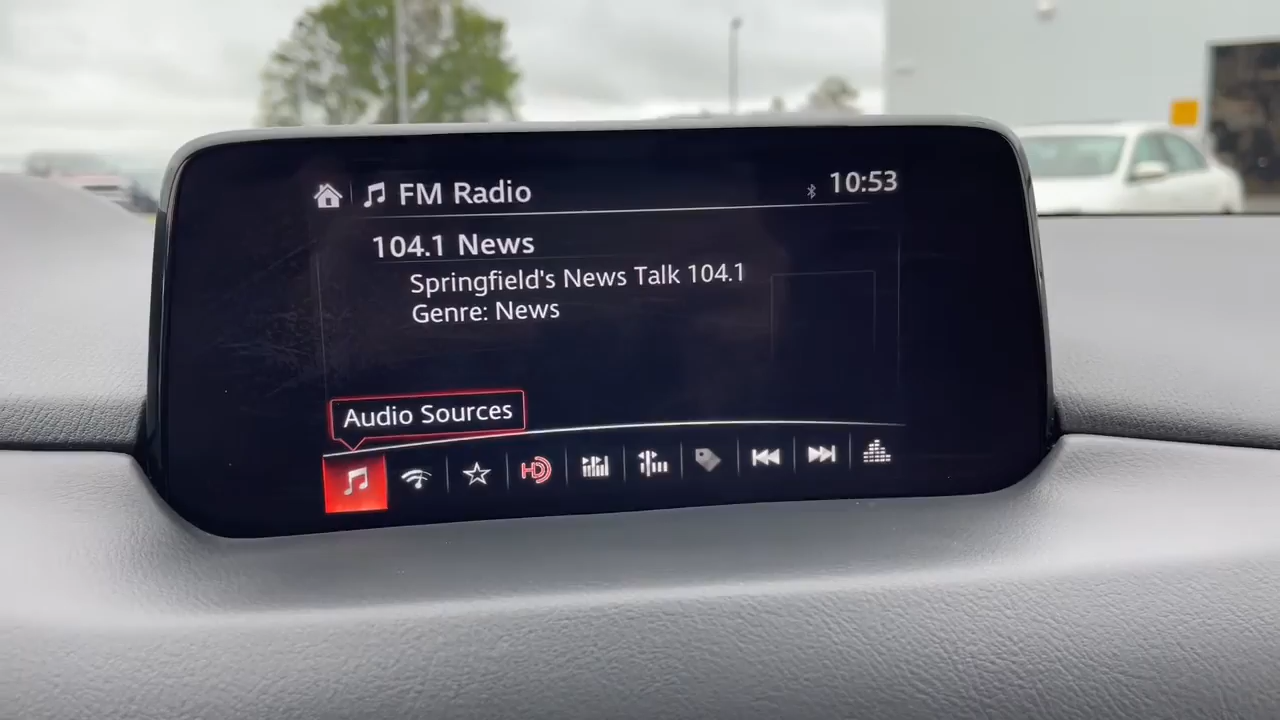 FM Radio
10:53
104.1 News
Springfield's News Talk 104.1
Genre: News
Audio Sources
HD